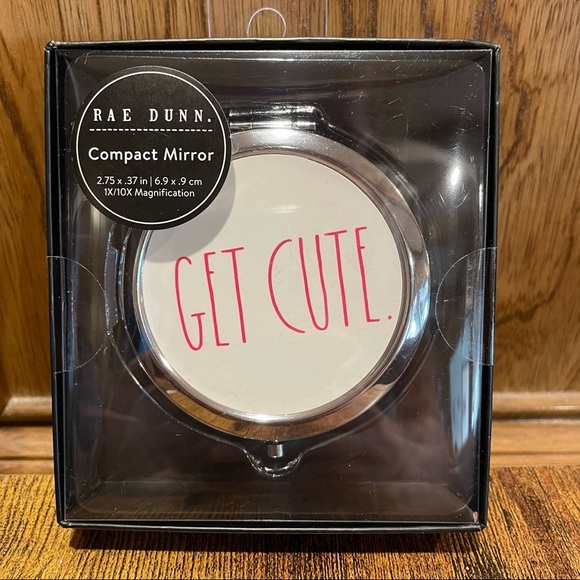 RAE DUNN.
Compact Mirror
2.75 x .37 in | 6.9 x .9 cm
1X/10X Magnification
GET CUTE.